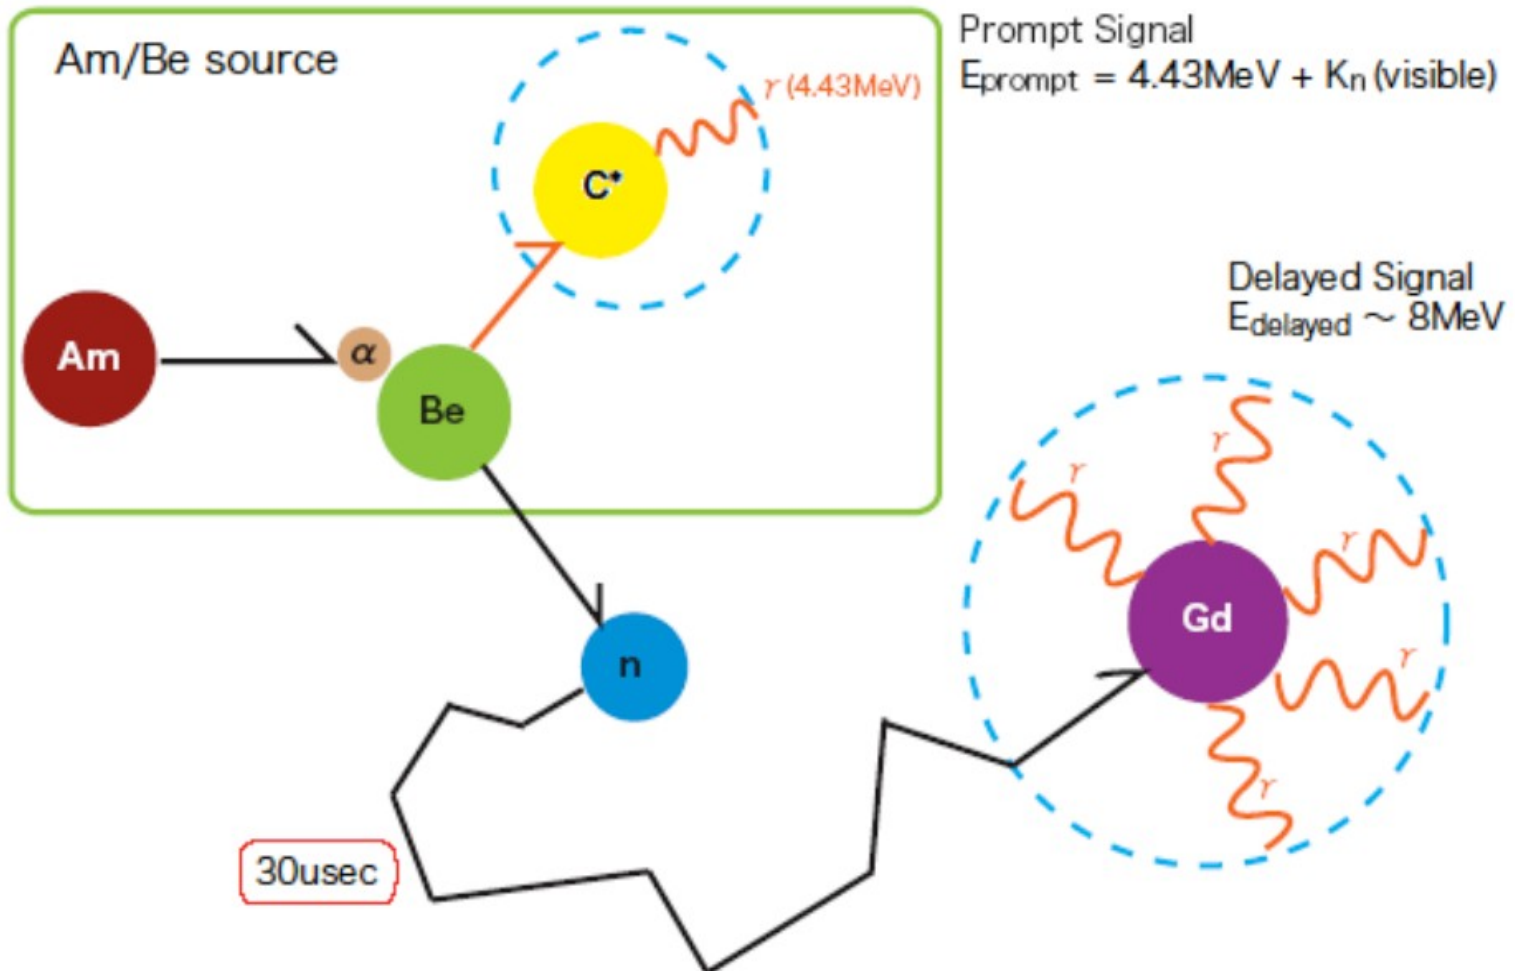 Am/Be source
Prompt Signal
Eprompt = 4.43MeV + Kn (visible)
γ (4.43MeV)
C*
Am
α
Be
Delayed Signal
Edelayed ~ 8MeV
γ
γ
γ
Gd
γ
γ
n
30usec